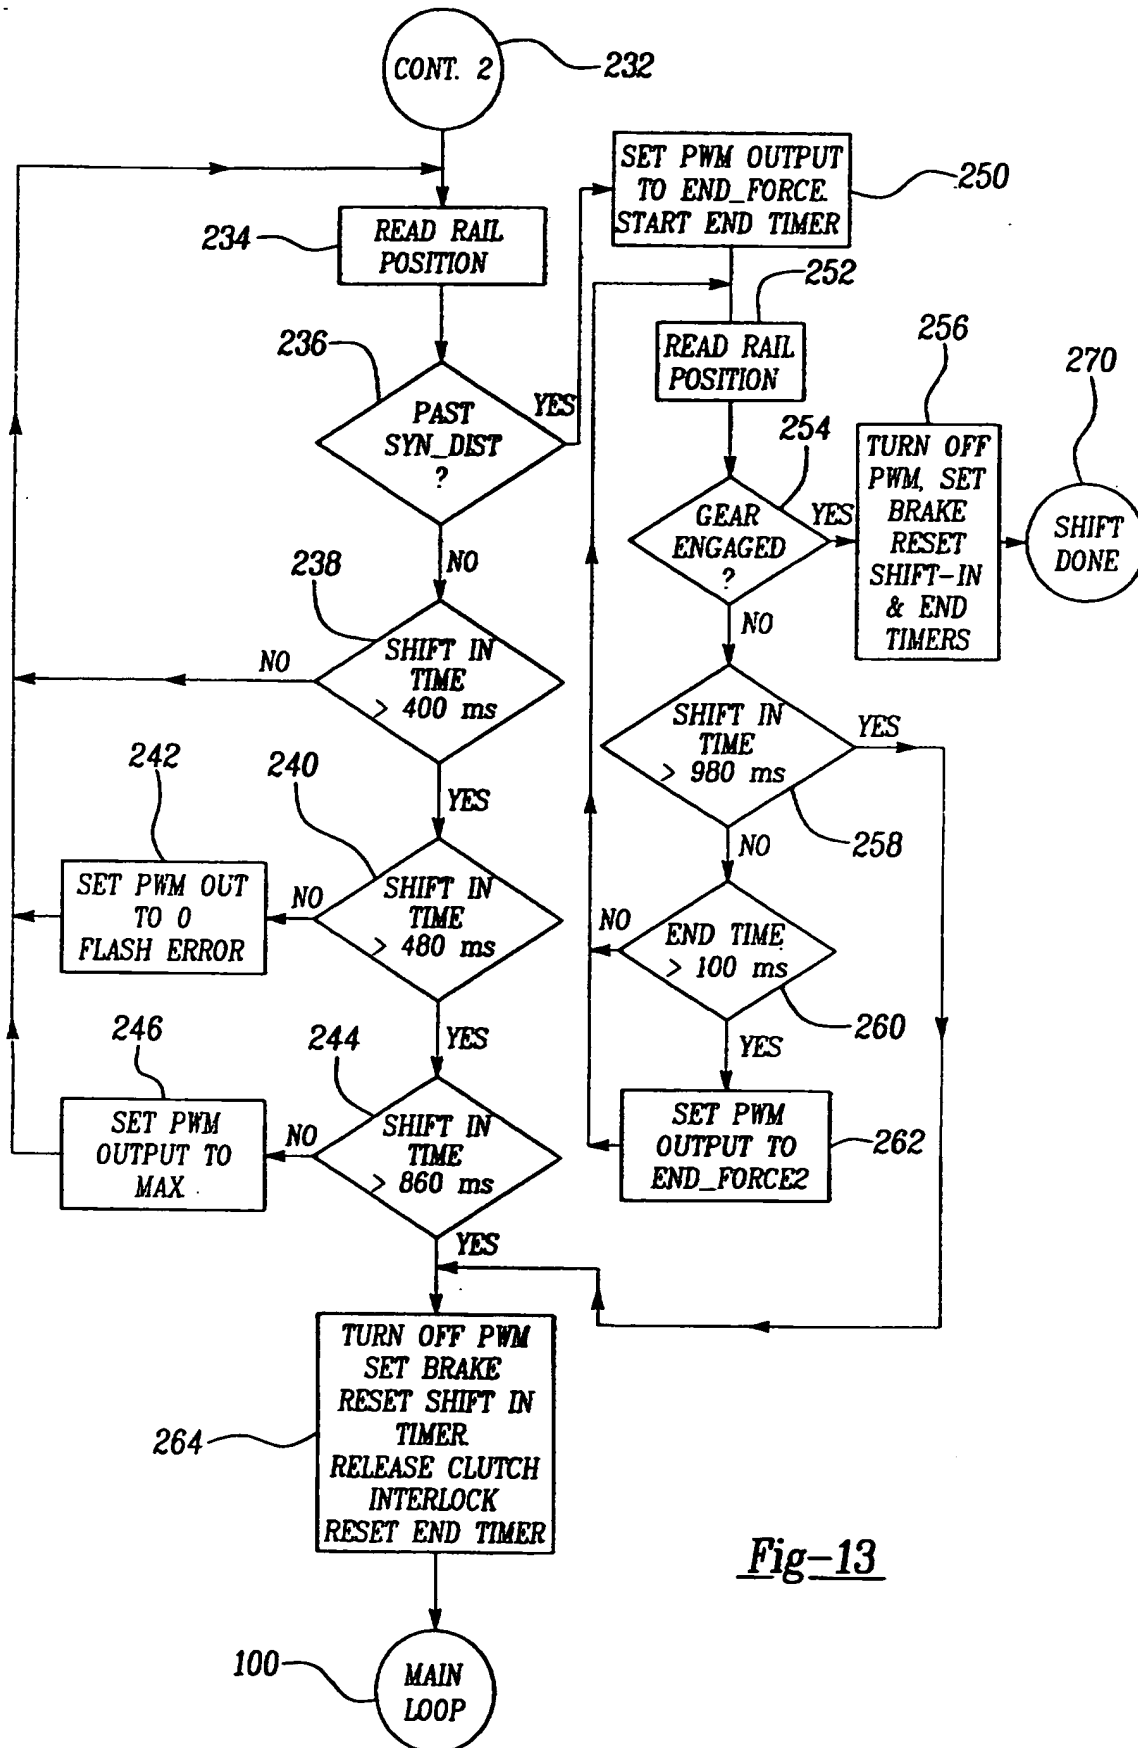 CONT. 2
232
SET PWM OUTPUT
TO END_FORCE.
START END TIMER
250
234
READ RAIL
POSITION
252
READ RAIL
POSITION
236
PAST
SYN_DIST
?
YES
NO
254
GEAR
ENGAGED
?
YES
NO
256
TURN OFF
PWM, SET
BRAKE
RESET
SHIFT-IN
& END
TIMERS
270
SHIFT
DONE
238
SHIFT IN
TIME
> 400 ms
NO
YES
SHIFT IN
TIME
> 980 ms
YES
258
NO
242
SET PWM OUT
TO 0
FLASH ERROR
240
NO
SHIFT IN
TIME
> 480 ms
YES
NO
END TIME
> 100 ms
260
YES
246
SET PWM
OUTPUT TO
MAX.
244
NO
SHIFT IN
TIME
> 860 ms
YES
SET PWM
OUTPUT TO
END_FORCE2
262
264
TURN OFF PWM
SET BRAKE
RESET SHIFT IN
TIMER.
RELEASE CLUTCH
INTERLOCK
RESET END TIMER
Fig-13
100
MAIN
LOOP